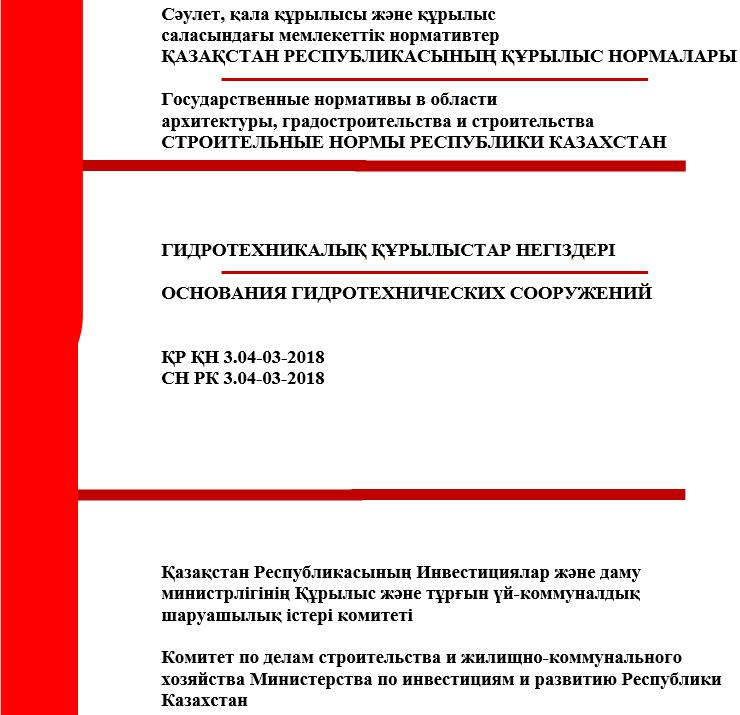 Сәулет, қала құрылысы және құрылыс
саласындағы мемлекеттік нормативтер
ҚАЗАҚСТАН РЕСПУБЛИКАСЫНЫҢ ҚҰРЫЛЫС НОРМАЛАРЫ
Государственные нормативы в области
архитектуры, градостроительства и строительства
СТРОИТЕЛЬНЫЕ НОРМЫ РЕСПУБЛИКИ КАЗАХСТАН
ГИДРОТЕХНИКАЛЫҚ ҚҰРЫЛЫСТАР НЕГІЗДЕРІ
ОСНОВАНИЯ ГИДРОТЕХНИЧЕСКИХ СООРУЖЕНИЙ
ҚР ҚН 3.04-03-2018
СН РК 3.04-03-2018
Қазақстан Республикасының Инвестициялар және даму
министрлігінің Құрылыс және тұрғын үй-коммуналдық
шаруашылық істері комитеті
Комитет по делам строительства и жилищно-коммунального
хозяйства Министерства по инвестициям и развитию Республики
Казахстан